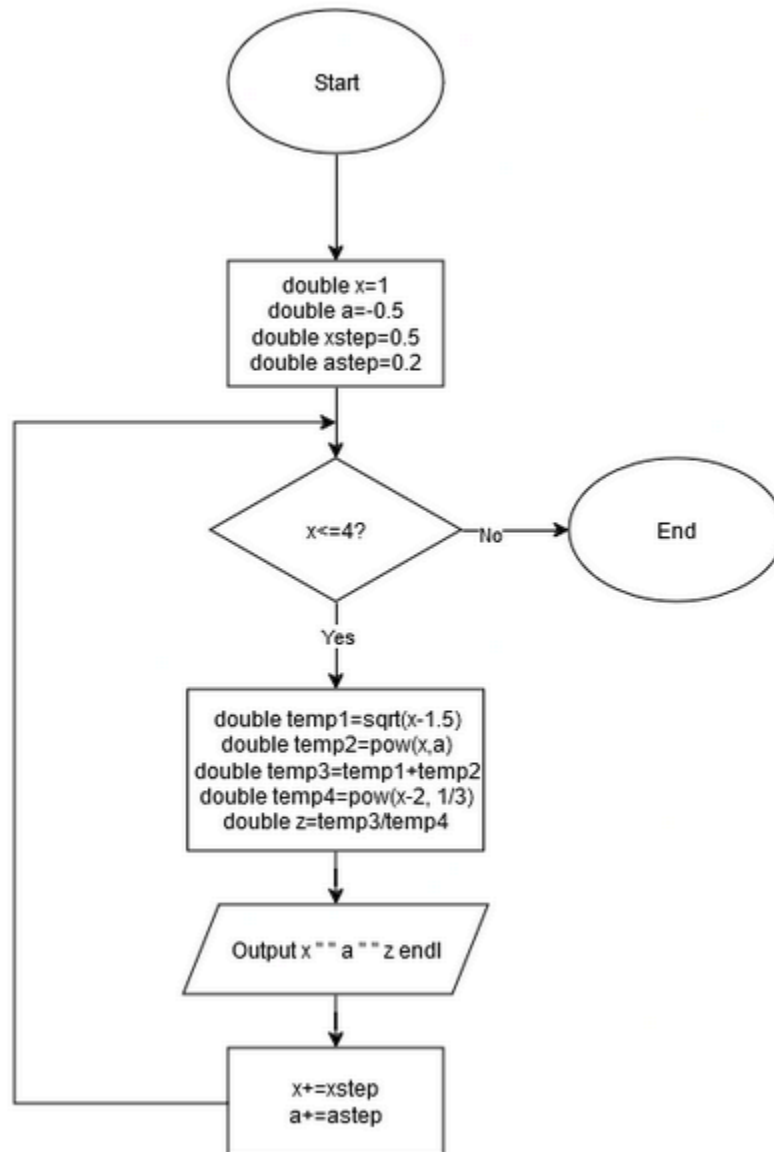 Start
double x=1
double a=-0.5
double xstep=0.5
double astep=0.2
x<=4?
No
End
Yes
double temp1=sqrt(x-1.5)
double temp2=pow(x,a)
double temp3=temp1+temp2
double temp4=pow(x-2, 1/3)
double z=temp3/temp4
Output x " " a " " z endl
x+=xstep
a+=astep